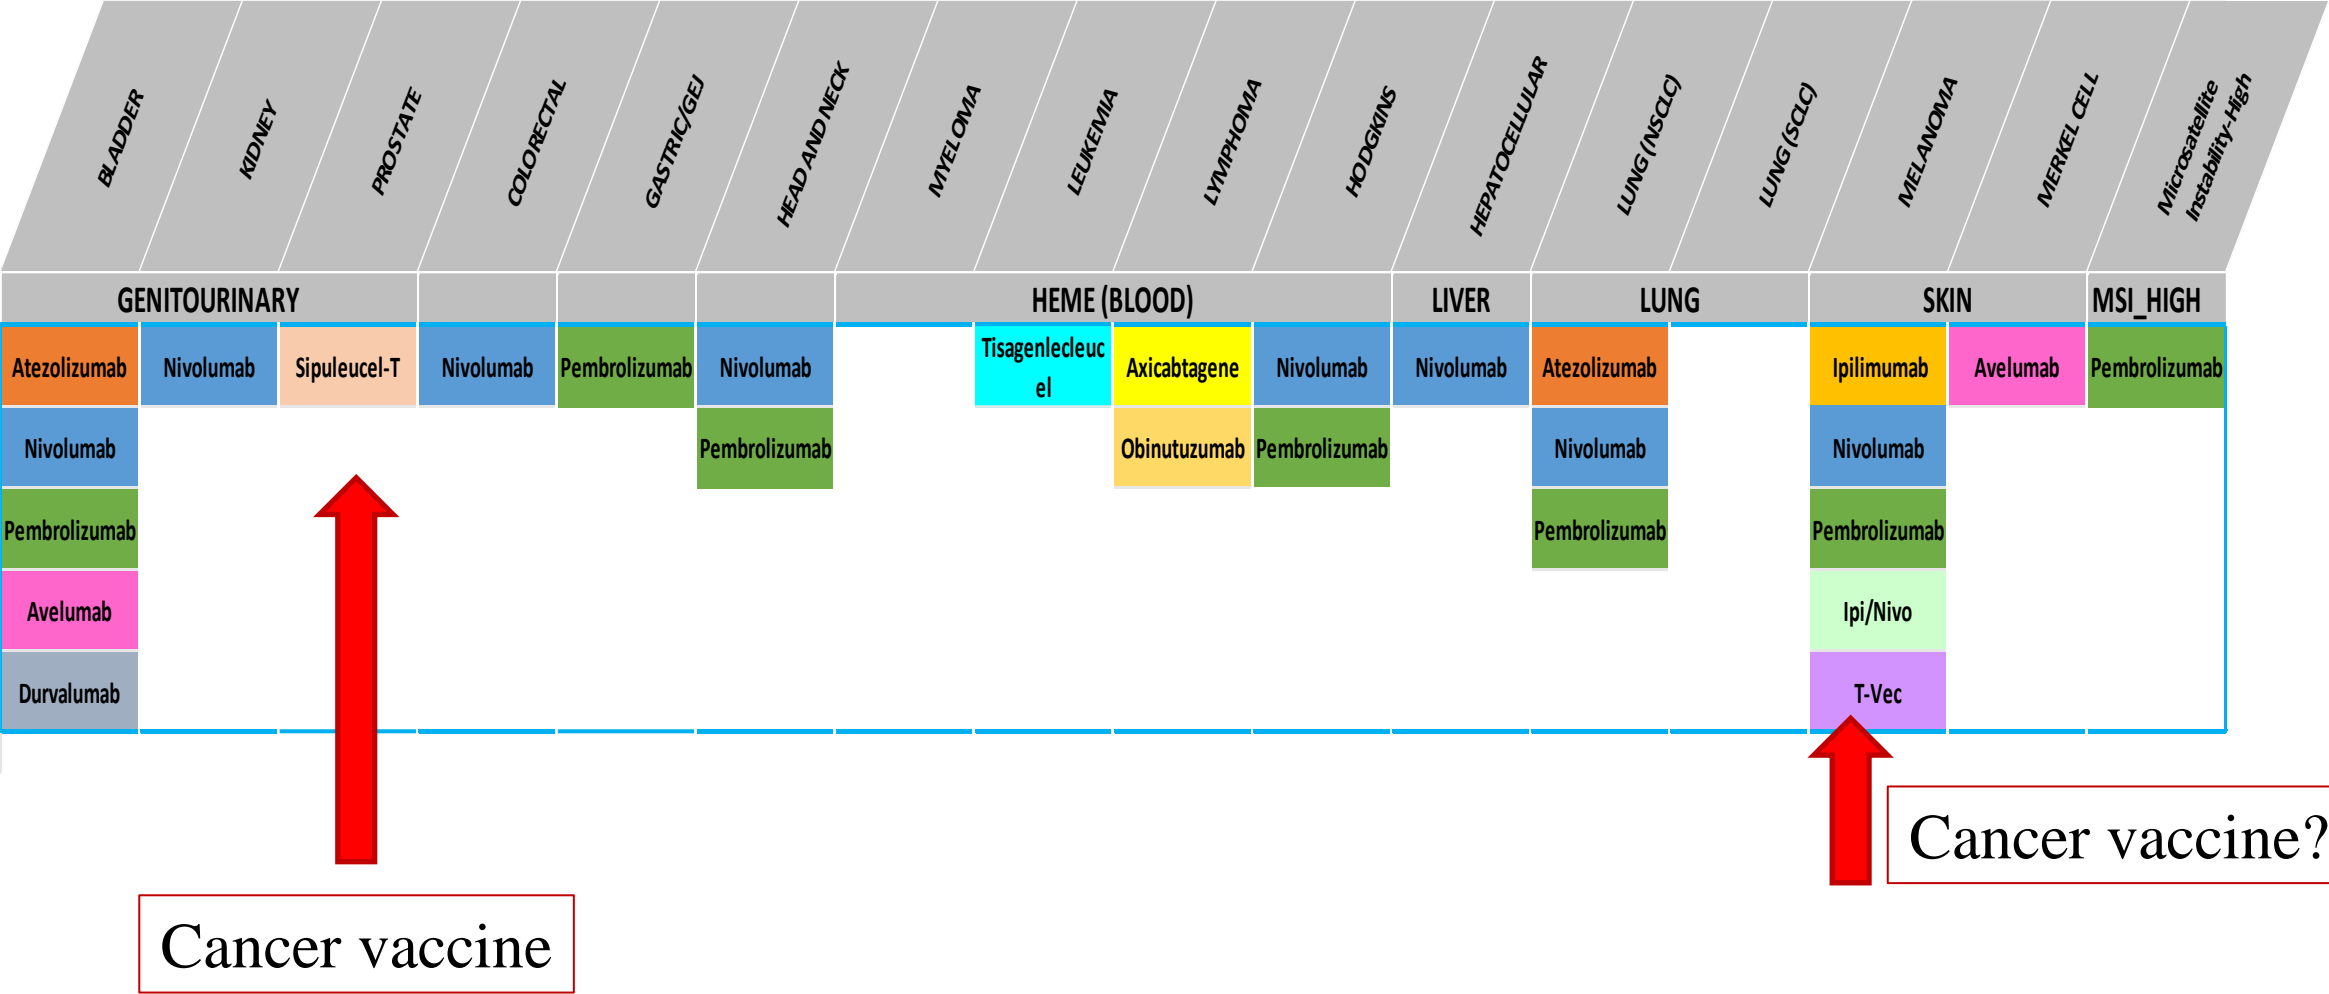 BLADDER
KIDNEY
PROSTATE
COLORECTAL
GASTRIC/GEJ
HEAD AND NECK
MYELOMA
LEUKEMIA
LYMPHOMA
HODGKINS
HEPATOCELLULAR
LUNG (NSCLC)
LUNG (SCLC)
MELANOMA
MERKEL CELL
Microsatellite
Instability-High
GENITOURINARY
HEME (BLOOD)
LIVER
LUNG
SKIN
MSI_HIGH
Atezolizumab
Nivolumab
Sipuleucel-T
Nivolumab
Pembrolizumab
Nivolumab
Tisagenlecleuc
el
Axicabtagene
Nivolumab
Nivolumab
Atezolizumab
Ipilimumab
Avelumab
Pembrolizumab
Nivolumab
Pembrolizumab
Obinutuzumab
Pembrolizumab
Nivolumab
Nivolumab
Pembrolizumab
Pembrolizumab
Pembrolizumab
Avelumab
Ipi/Nivo
Durvalumab
T-Vec
Cancer vaccine?
Cancer vaccine